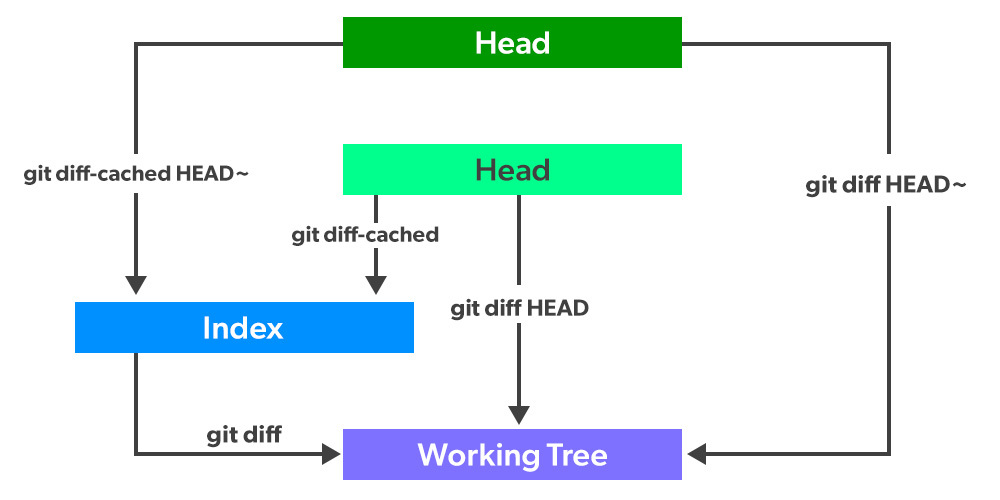 Head
git diff-cached HEAD~
Head
git diff HEAD~
git diff-cached
git diff HEAD
Index
git diff
Working Tree